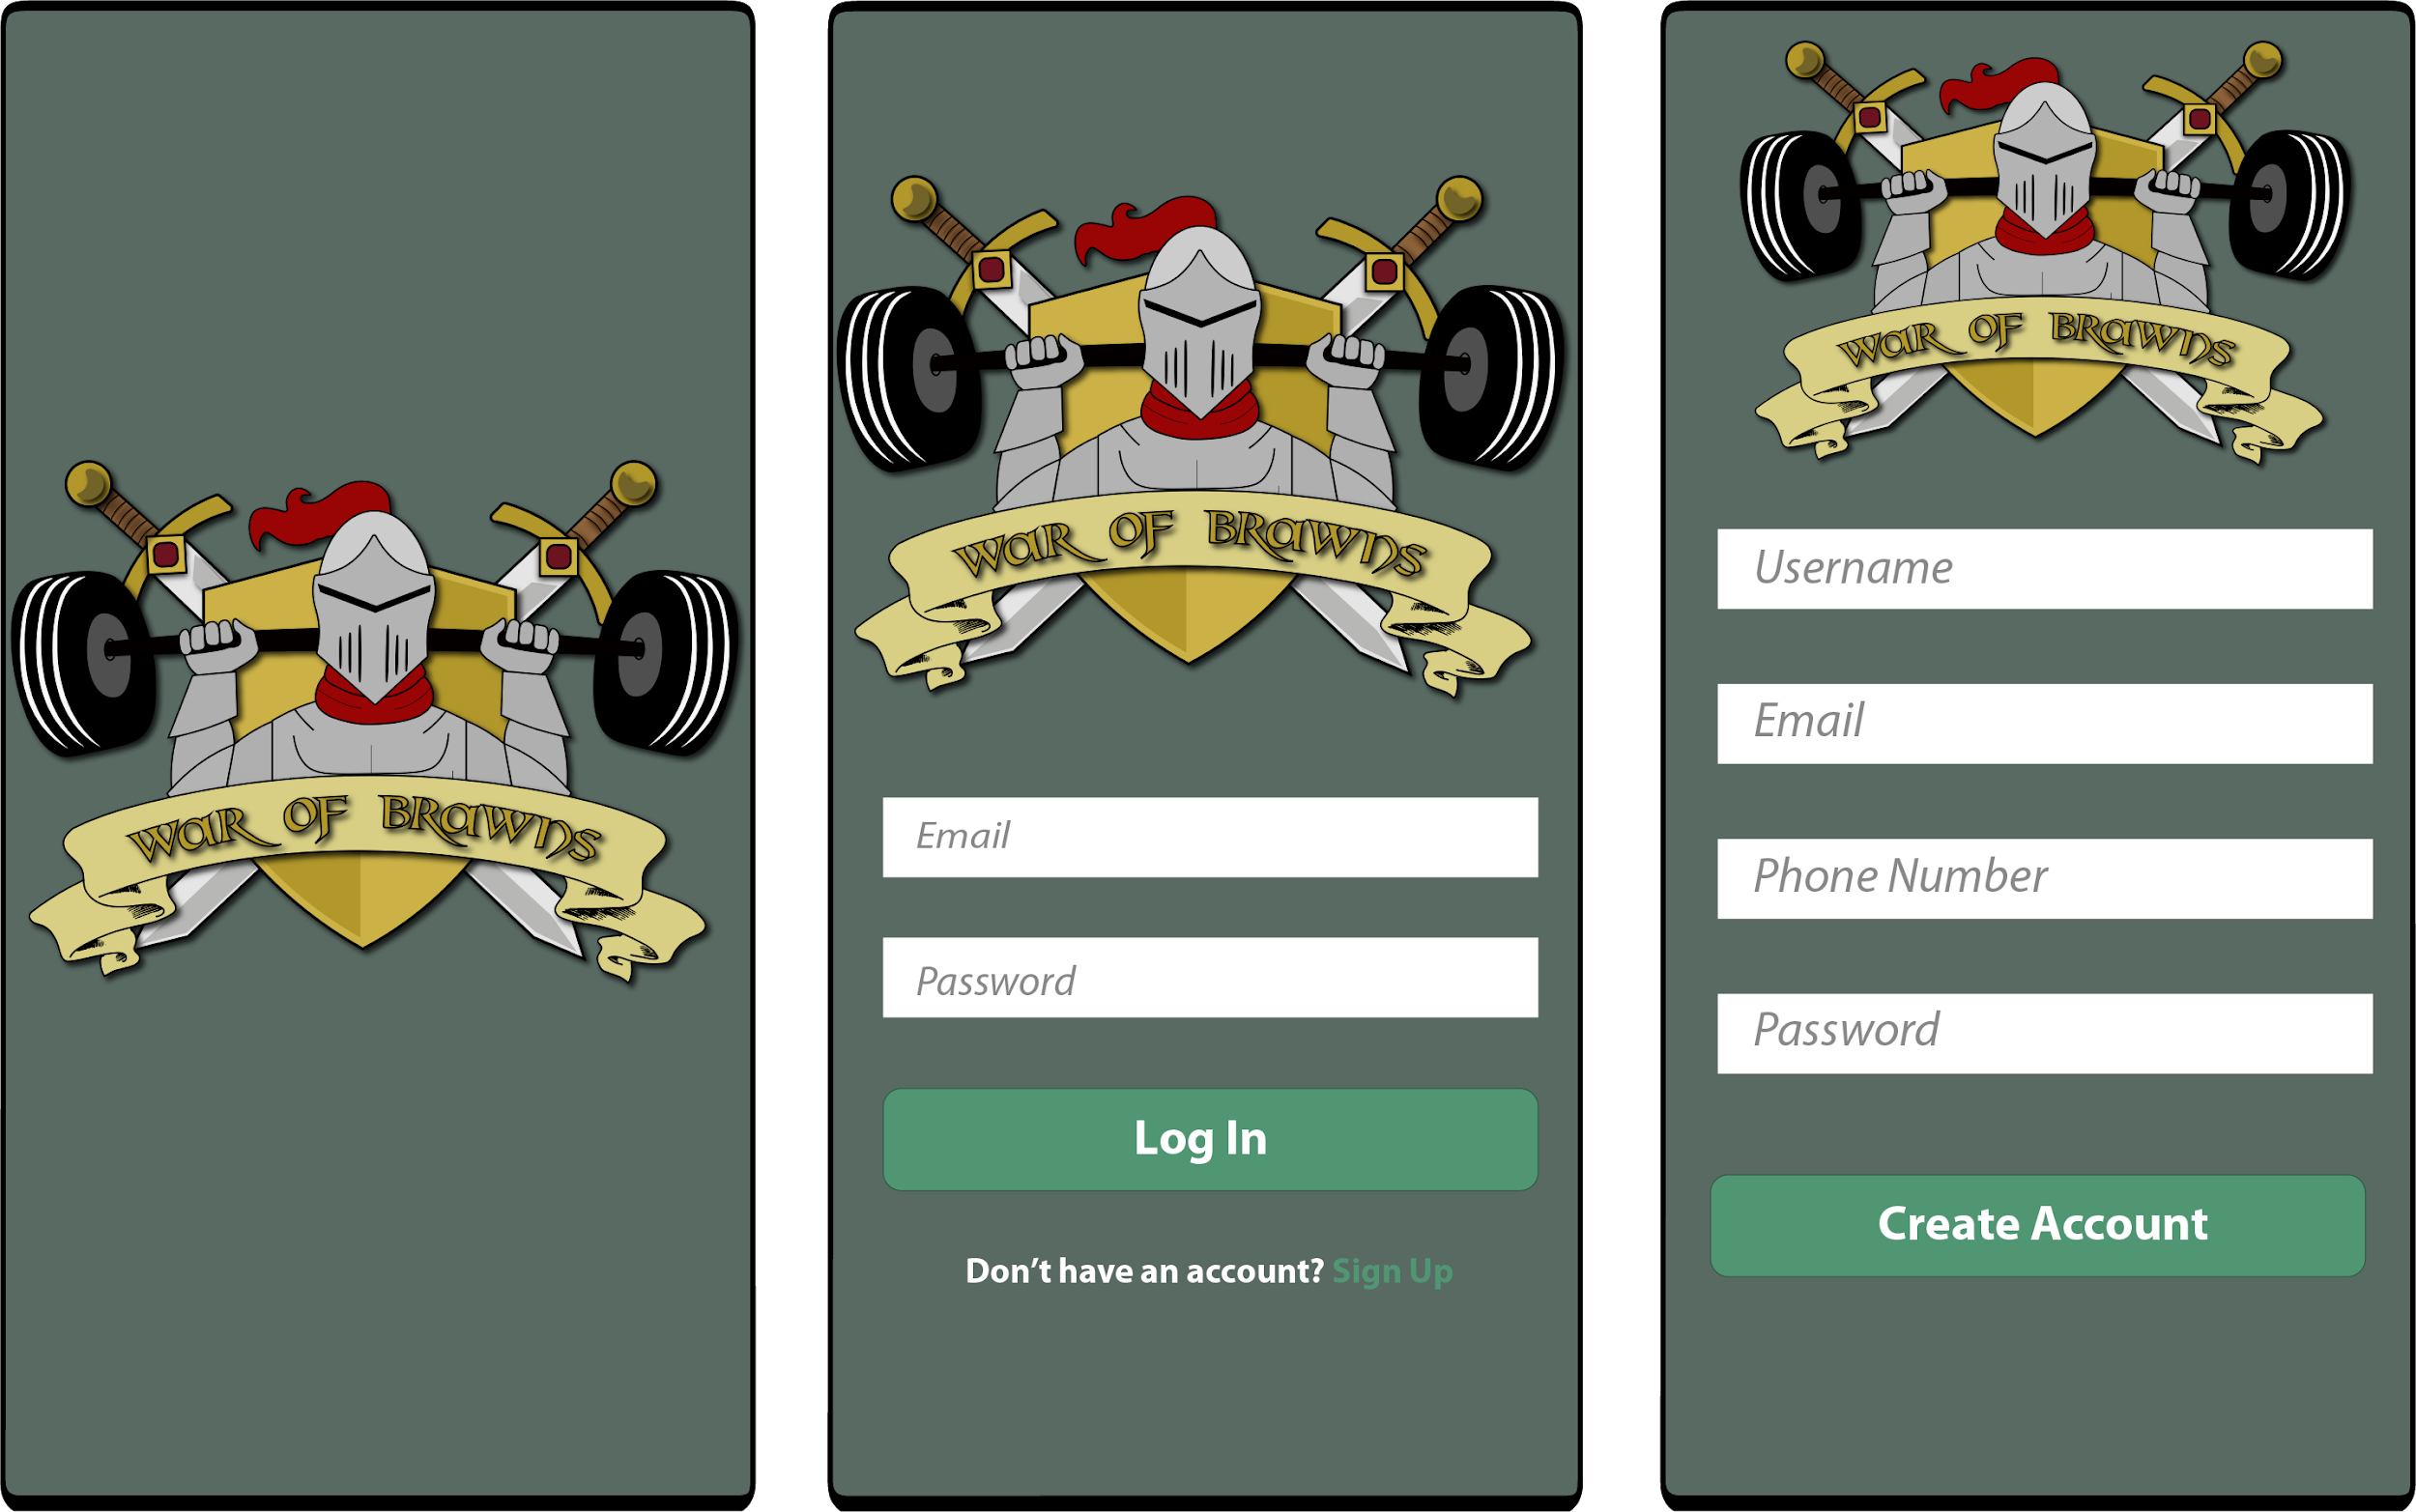 WAR OF BRAWNS
WAR OF BRAWNS
Email
Password
Log In
Don't have an account? Sign Up
WAR OF BRAWNS
Username
Email
Phone Number
Password
Create Account